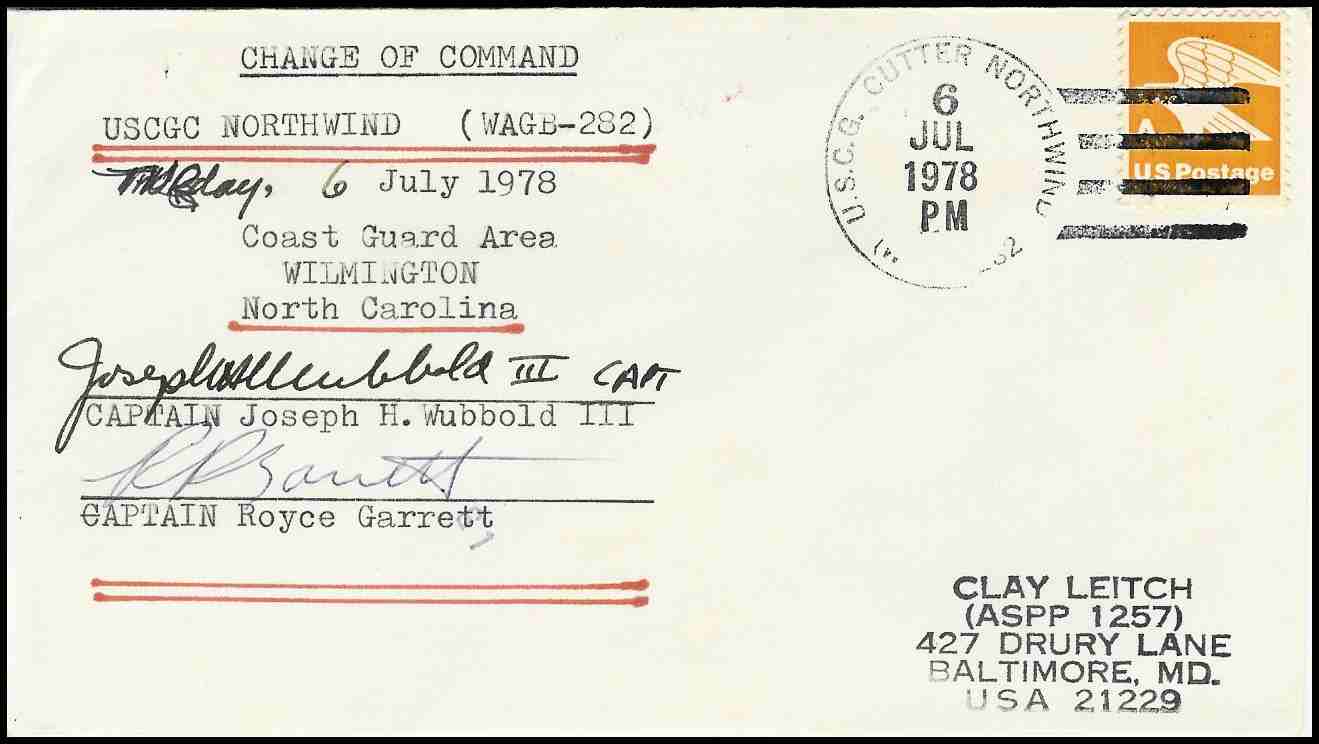 CHANGE OF COMMAND
USCGC NORTHWIND (WAGB-282)
6 July 1978
Coast Guard Area
WILMINGTON
North Carolina
Joseph H Wubbold III CAPT
CAPTAIN Joseph H. Wubbold III
CAPTAIN Royce Garrett
U.S.C.G. CUTTER NORTHWIND
6
JUL
1978
PM
A
US Postage
CLAY LEITCH
(ASPP 1257)
427 DRURY LANE
BALTIMORE, MD.
USA 21229